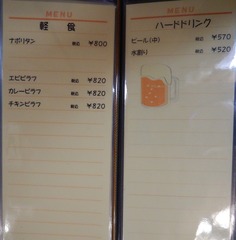 MENU
軽 食
ナポリタン 税込 ¥800
エビピラフ 税込 ¥820
カレーピラフ 税込 ¥820
チキンピラフ 税込 ¥820
MENU
ハードドリンク
ビール(中) 税込 ¥570
水割り 税込 ¥520